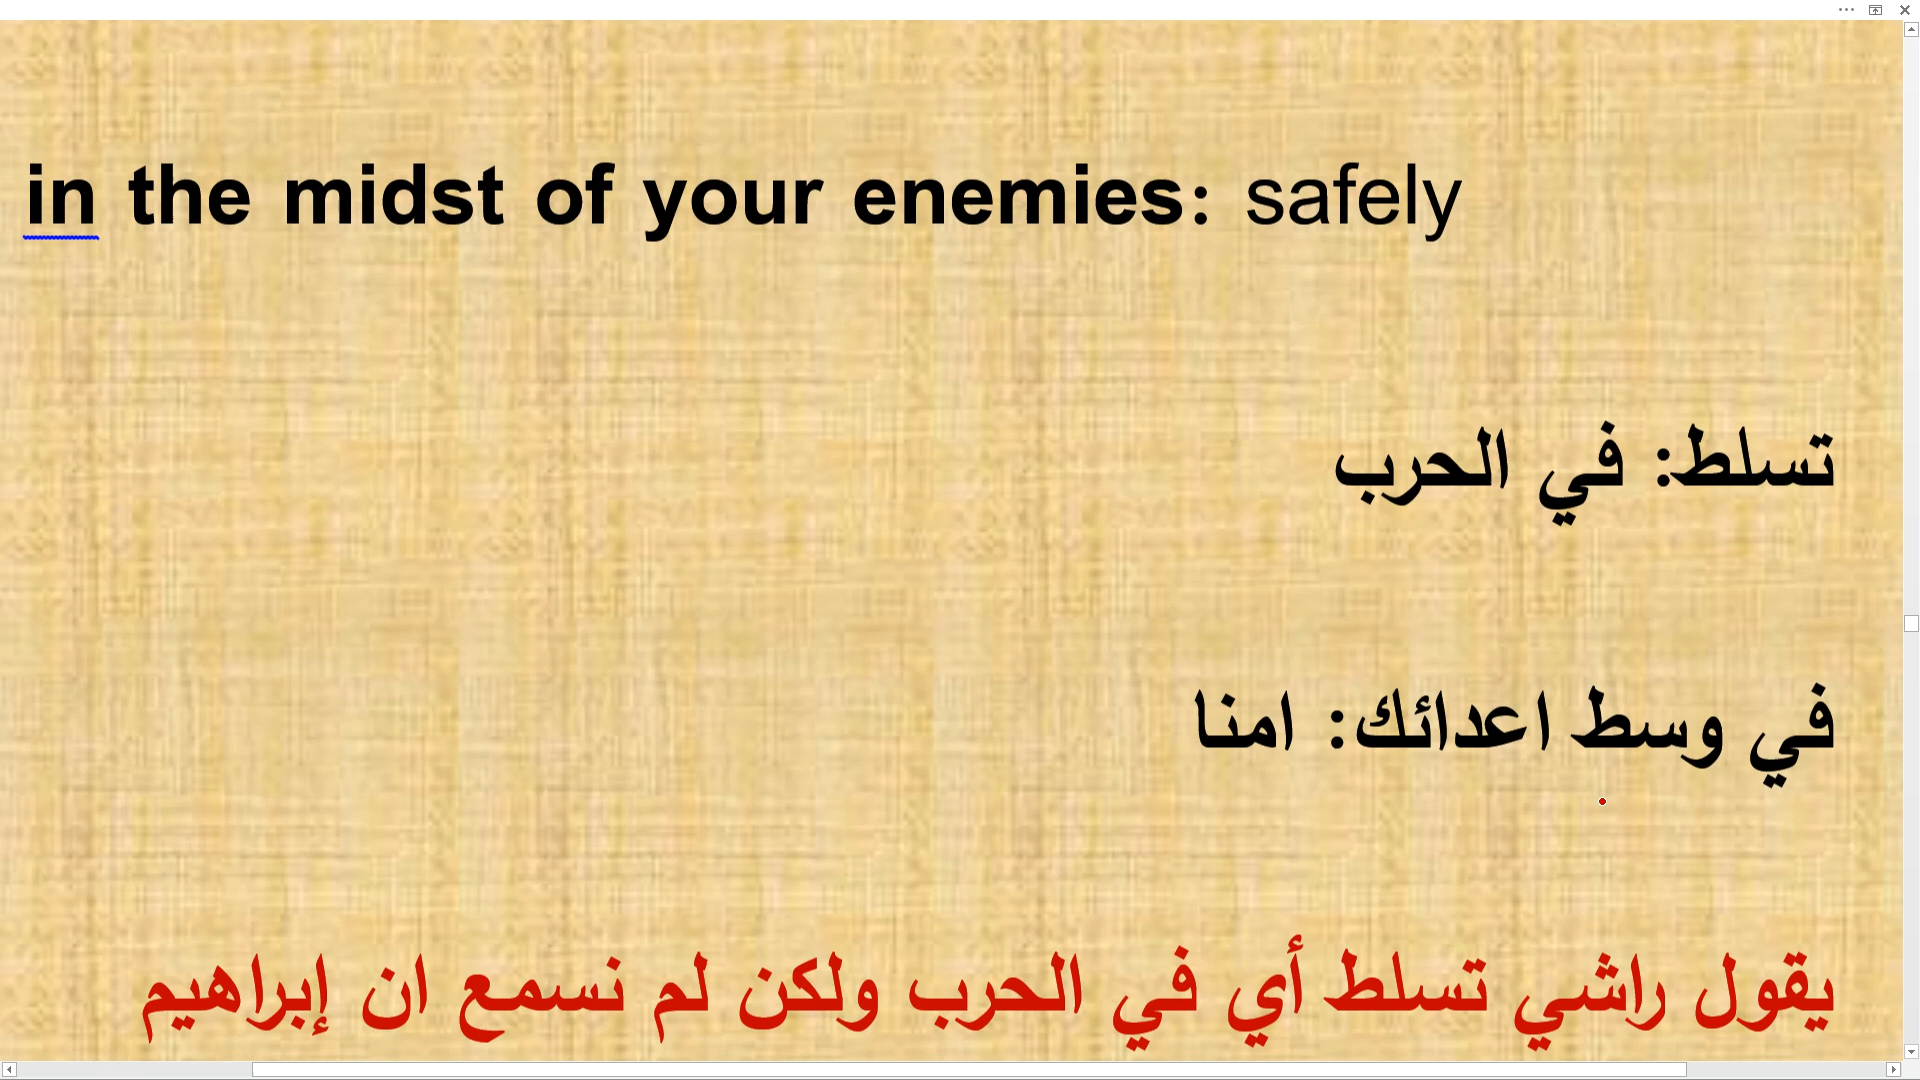 in the midst of your enemies: safely
تسلط: في الحرب
في وسط اعدائك: امنا
يقول راشي تسلط أي في الحرب ولكن لم نسمع ان إبراهيم